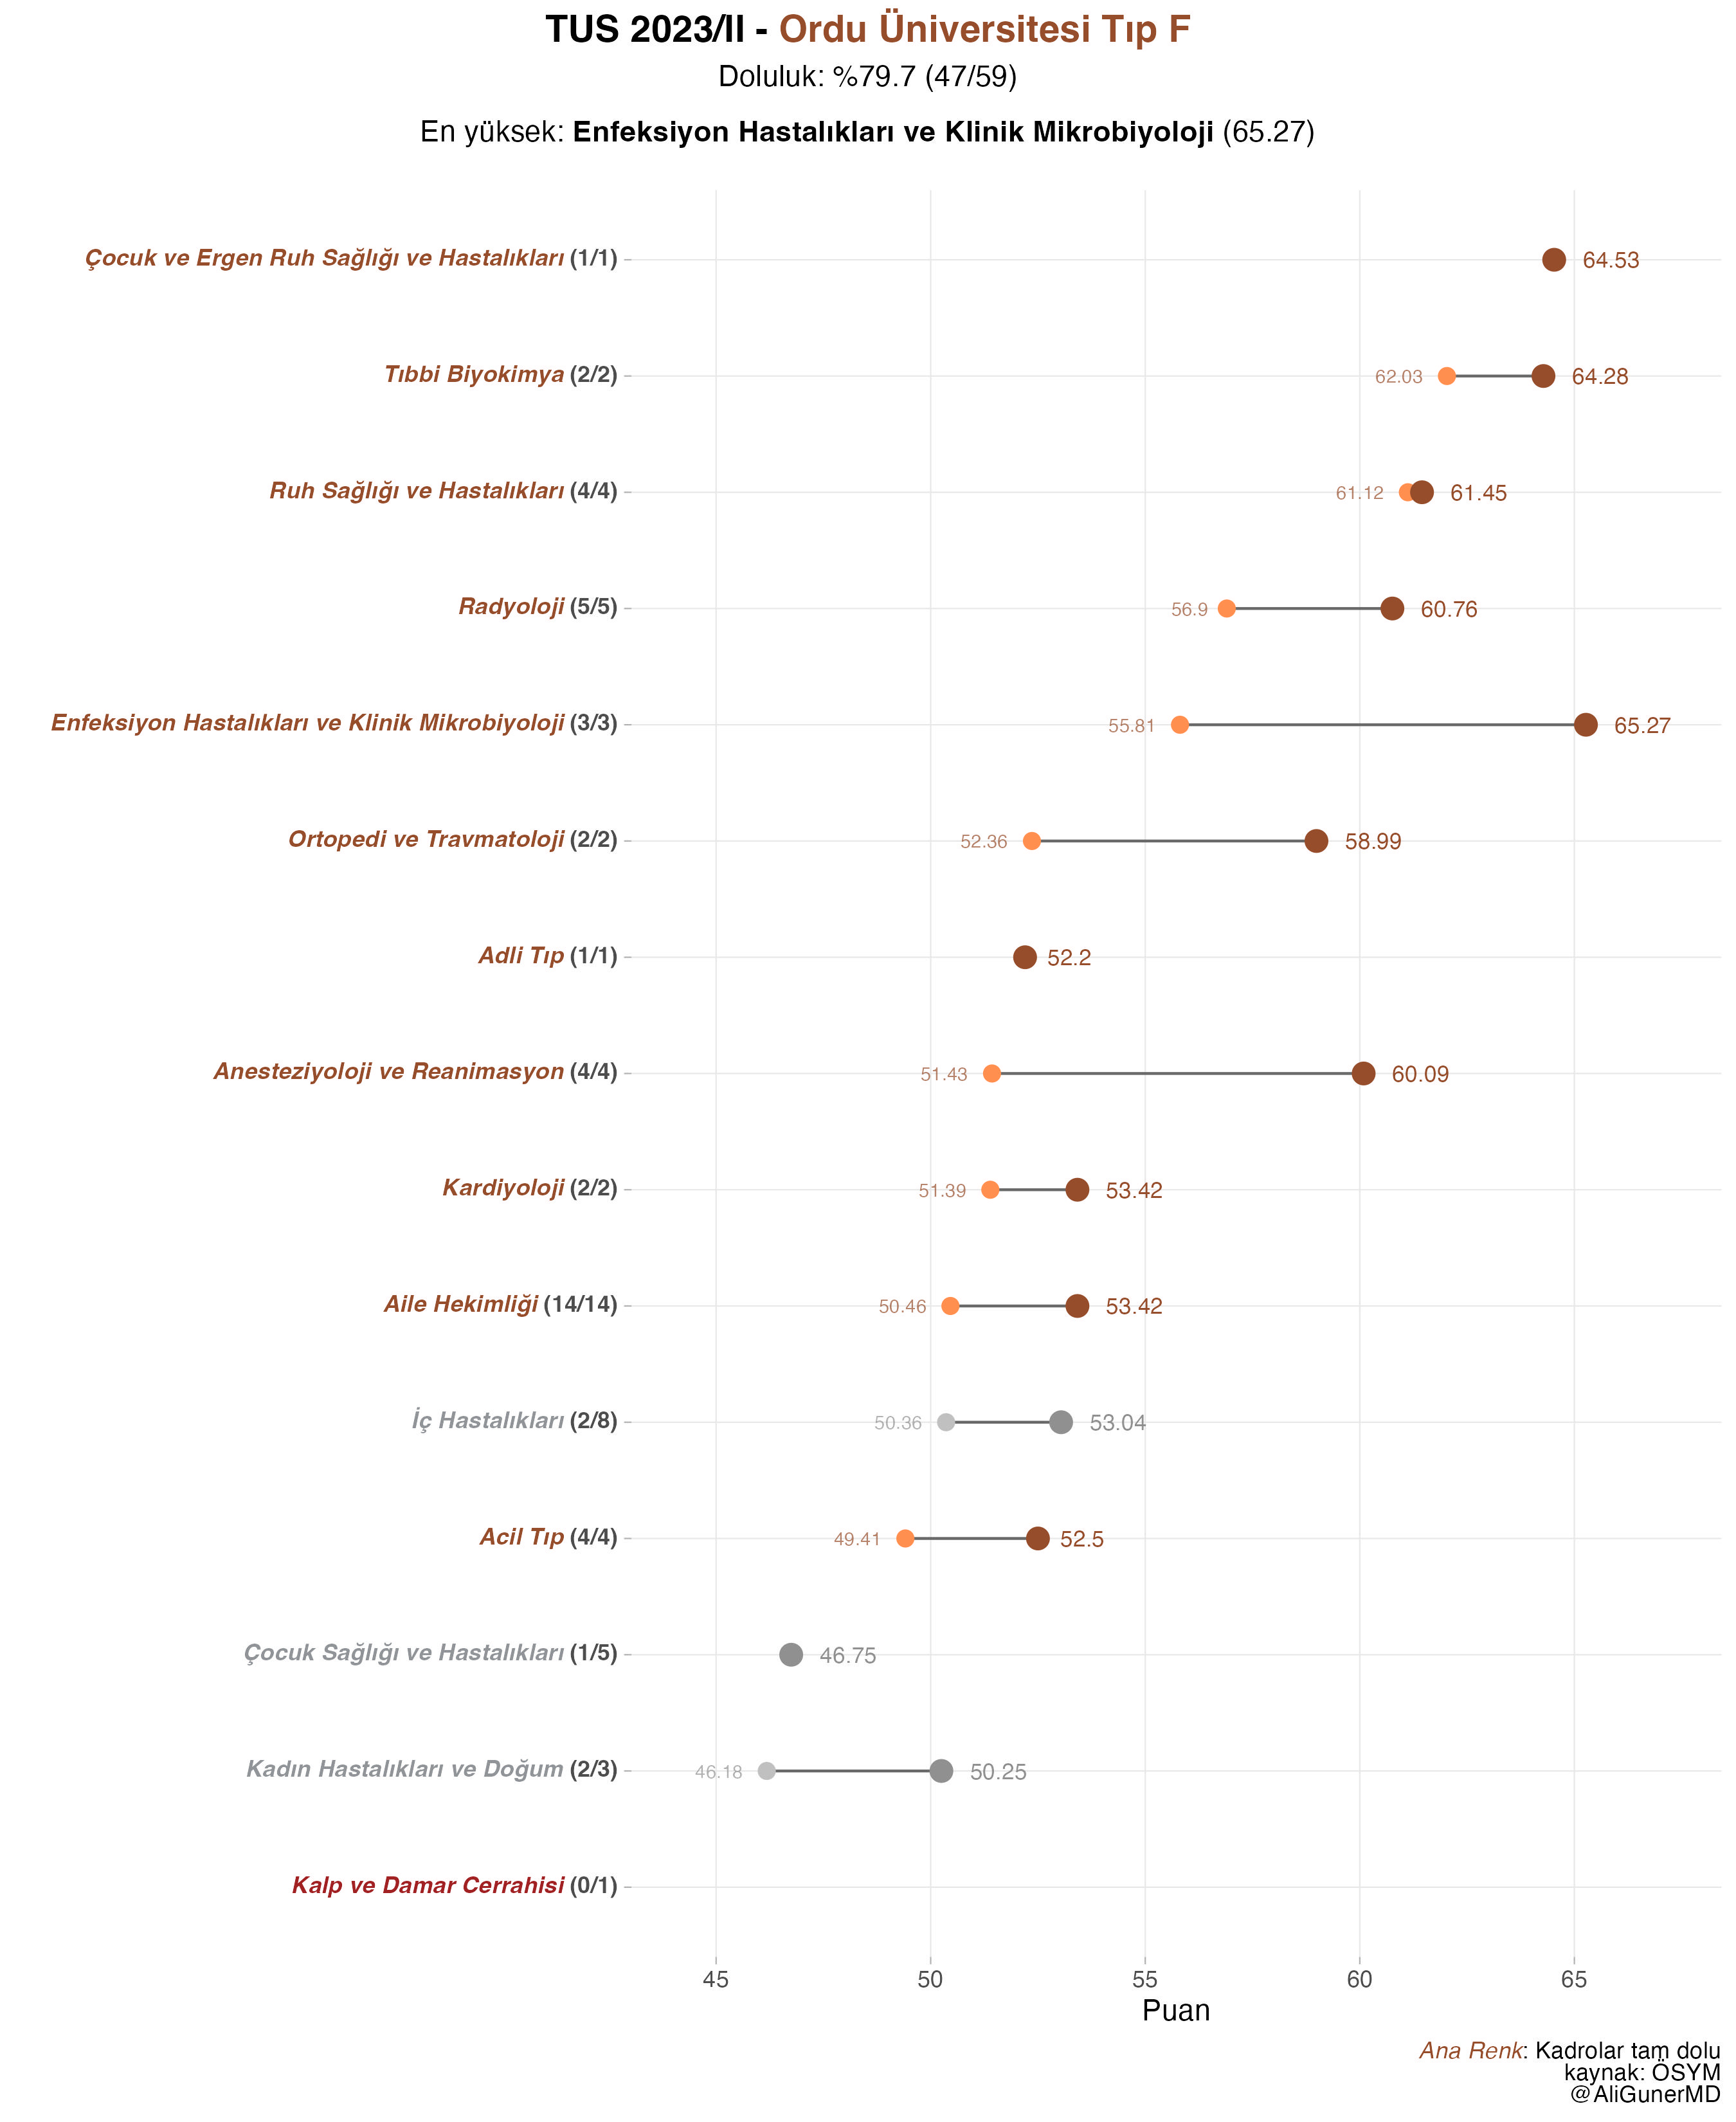 TUS 2023/II - Ordu Üniversitesi Tıp F
Doluluk: %79.7 (47/59)
En yüksek: Enfeksiyon Hastalıkları ve Klinik Mikrobiyoloji (65.27)
Çocuk ve Ergen Ruh Sağlığı ve Hastalıkları (1/1) 64.53
Tıbbi Biyokimya (2/2) 62.03 64.28
Ruh Sağlığı ve Hastalıkları (4/4) 61.12 61.45
Radyoloji (5/5) 56.9 60.76
Enfeksiyon Hastalıkları ve Klinik Mikrobiyoloji (3/3) 55.81 65.27
Ortopedi ve Travmatoloji (2/2) 52.36 58.99
Adli Tıp (1/1) 52.2
Anesteziyoloji ve Reanimasyon (4/4) 51.43 60.09
Kardiyoloji (2/2) 51.39 53.42
Aile Hekimliği (14/14) 50.46 53.42
İç Hastalıkları (2/8) 50.36 53.04
Acil Tıp (4/4) 49.41 52.5
Çocuk Sağlığı ve Hastalıkları (1/5) 46.75
Kadın Hastalıkları ve Doğum (2/3) 46.18 50.25
Kalp ve Damar Cerrahisi (0/1)
45 50 55 60 65
Puan
Ana Renk: Kadrolar tam dolu
kaynak: ÖSYM
@AliGunerMD